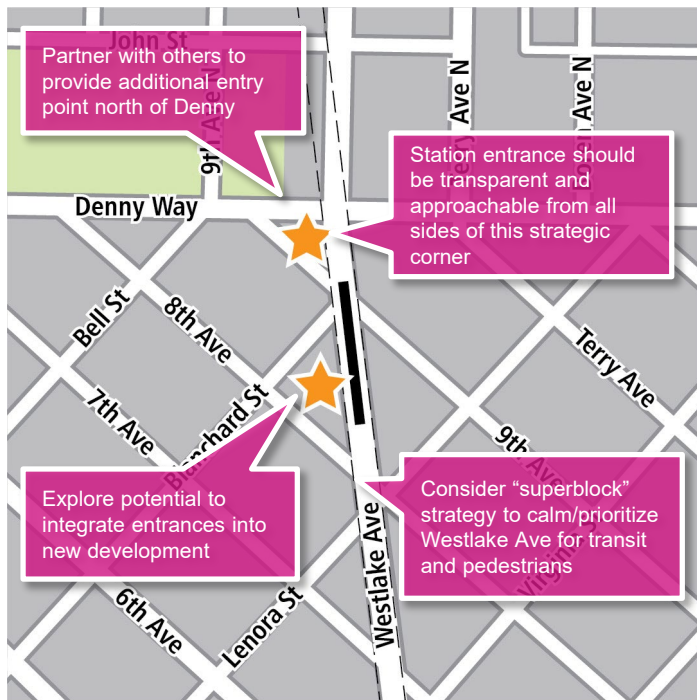 John St
Partner with others to
provide additional entry
point north of Denny
9th Ave N
Terry Ave N
Ave N
Station entrance should
be transparent and
approachable from all
sides of this strategic
corner
Denny Way
Bell St
8th Ave
Terry Ave
7th Ave
Blanchard St
9th Ave
Explore potential to
integrate entrances into
new development
Consider “superblock”
strategy to calm/prioritize
Westlake Ave for transit
and pedestrians
Westlake Ave
6th Ave
Lenora St